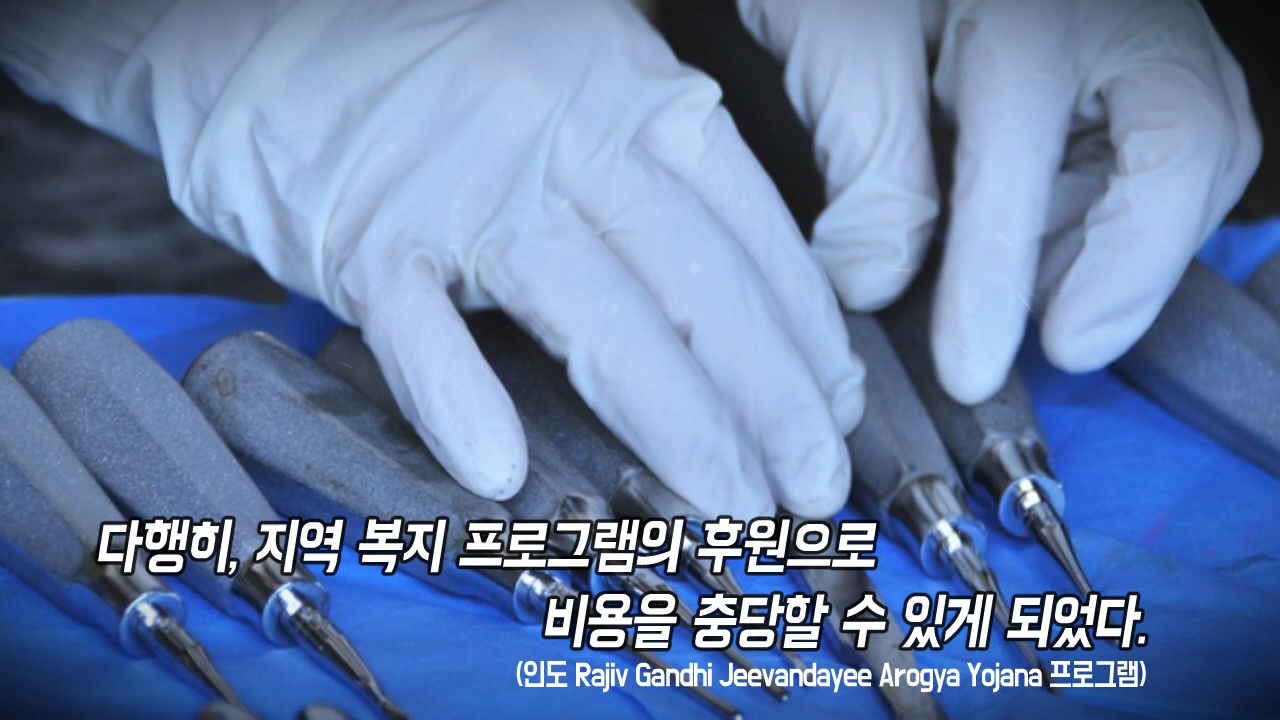 다행히, 지역 복지 프로그램의 후원으로
비용을 충당할 수 있게 되었다.
(인도 Rajiv Gandhi Jeevandayee Arogya Yojana 프로그램)